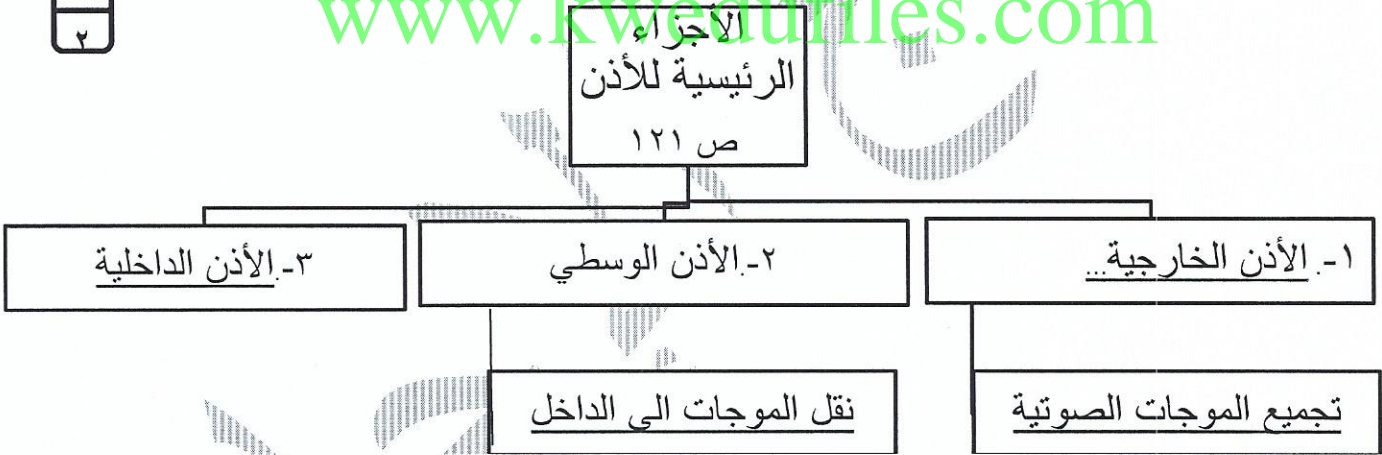 www.kwedufiles.com
٢
الأجزاء
الرئيسية للأذن
ص ١٢١
١- الأذن الخارجية...
٢- الأذن الوسطي
٣- الأذن الداخلية
تجميع الموجات الصوتية
نقل الموجات الى الداخل